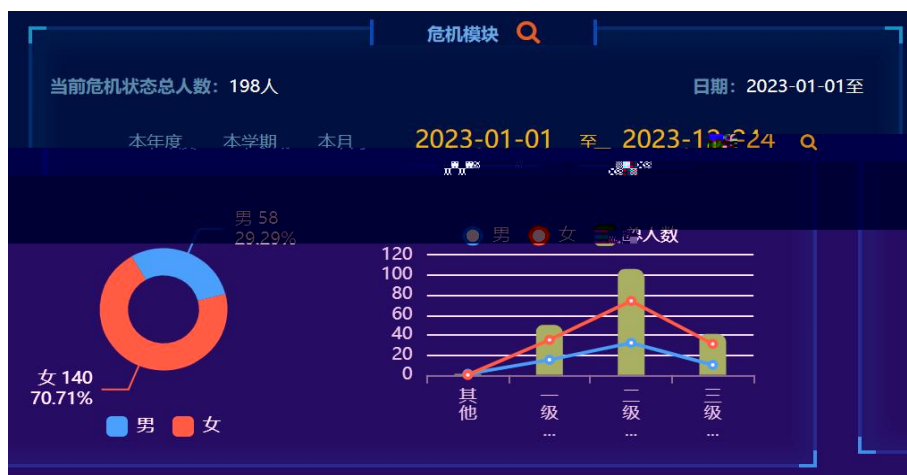 危机模块
当前危机状态总人数：198人
日期：2023-01-01至
本年度 本学期 本月 2023-01-01 至
男 58
29.29%
女 140
70.71%
男 女
男 女 总人数
120
100
80
60
40
20
0
其他 一级... 二级... 三级...